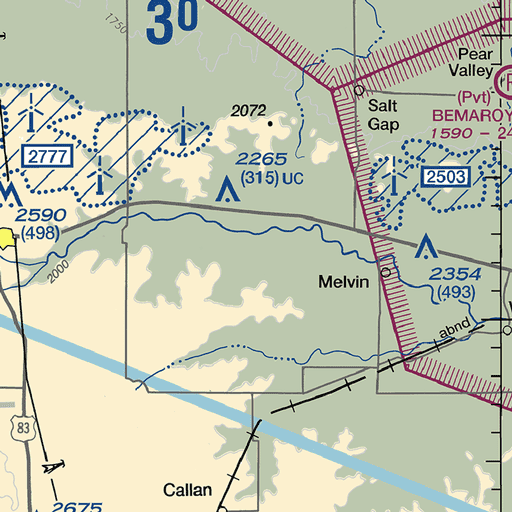 1750
30
Pear
Valley
R
(Pvt)
BEMAROY
1590 - 24
Salt
Gap
2072
2265
(315) UC
2777
2503
2590
(498)
2354
(493)
2000
Melvin
abnd
83
Callan
2675